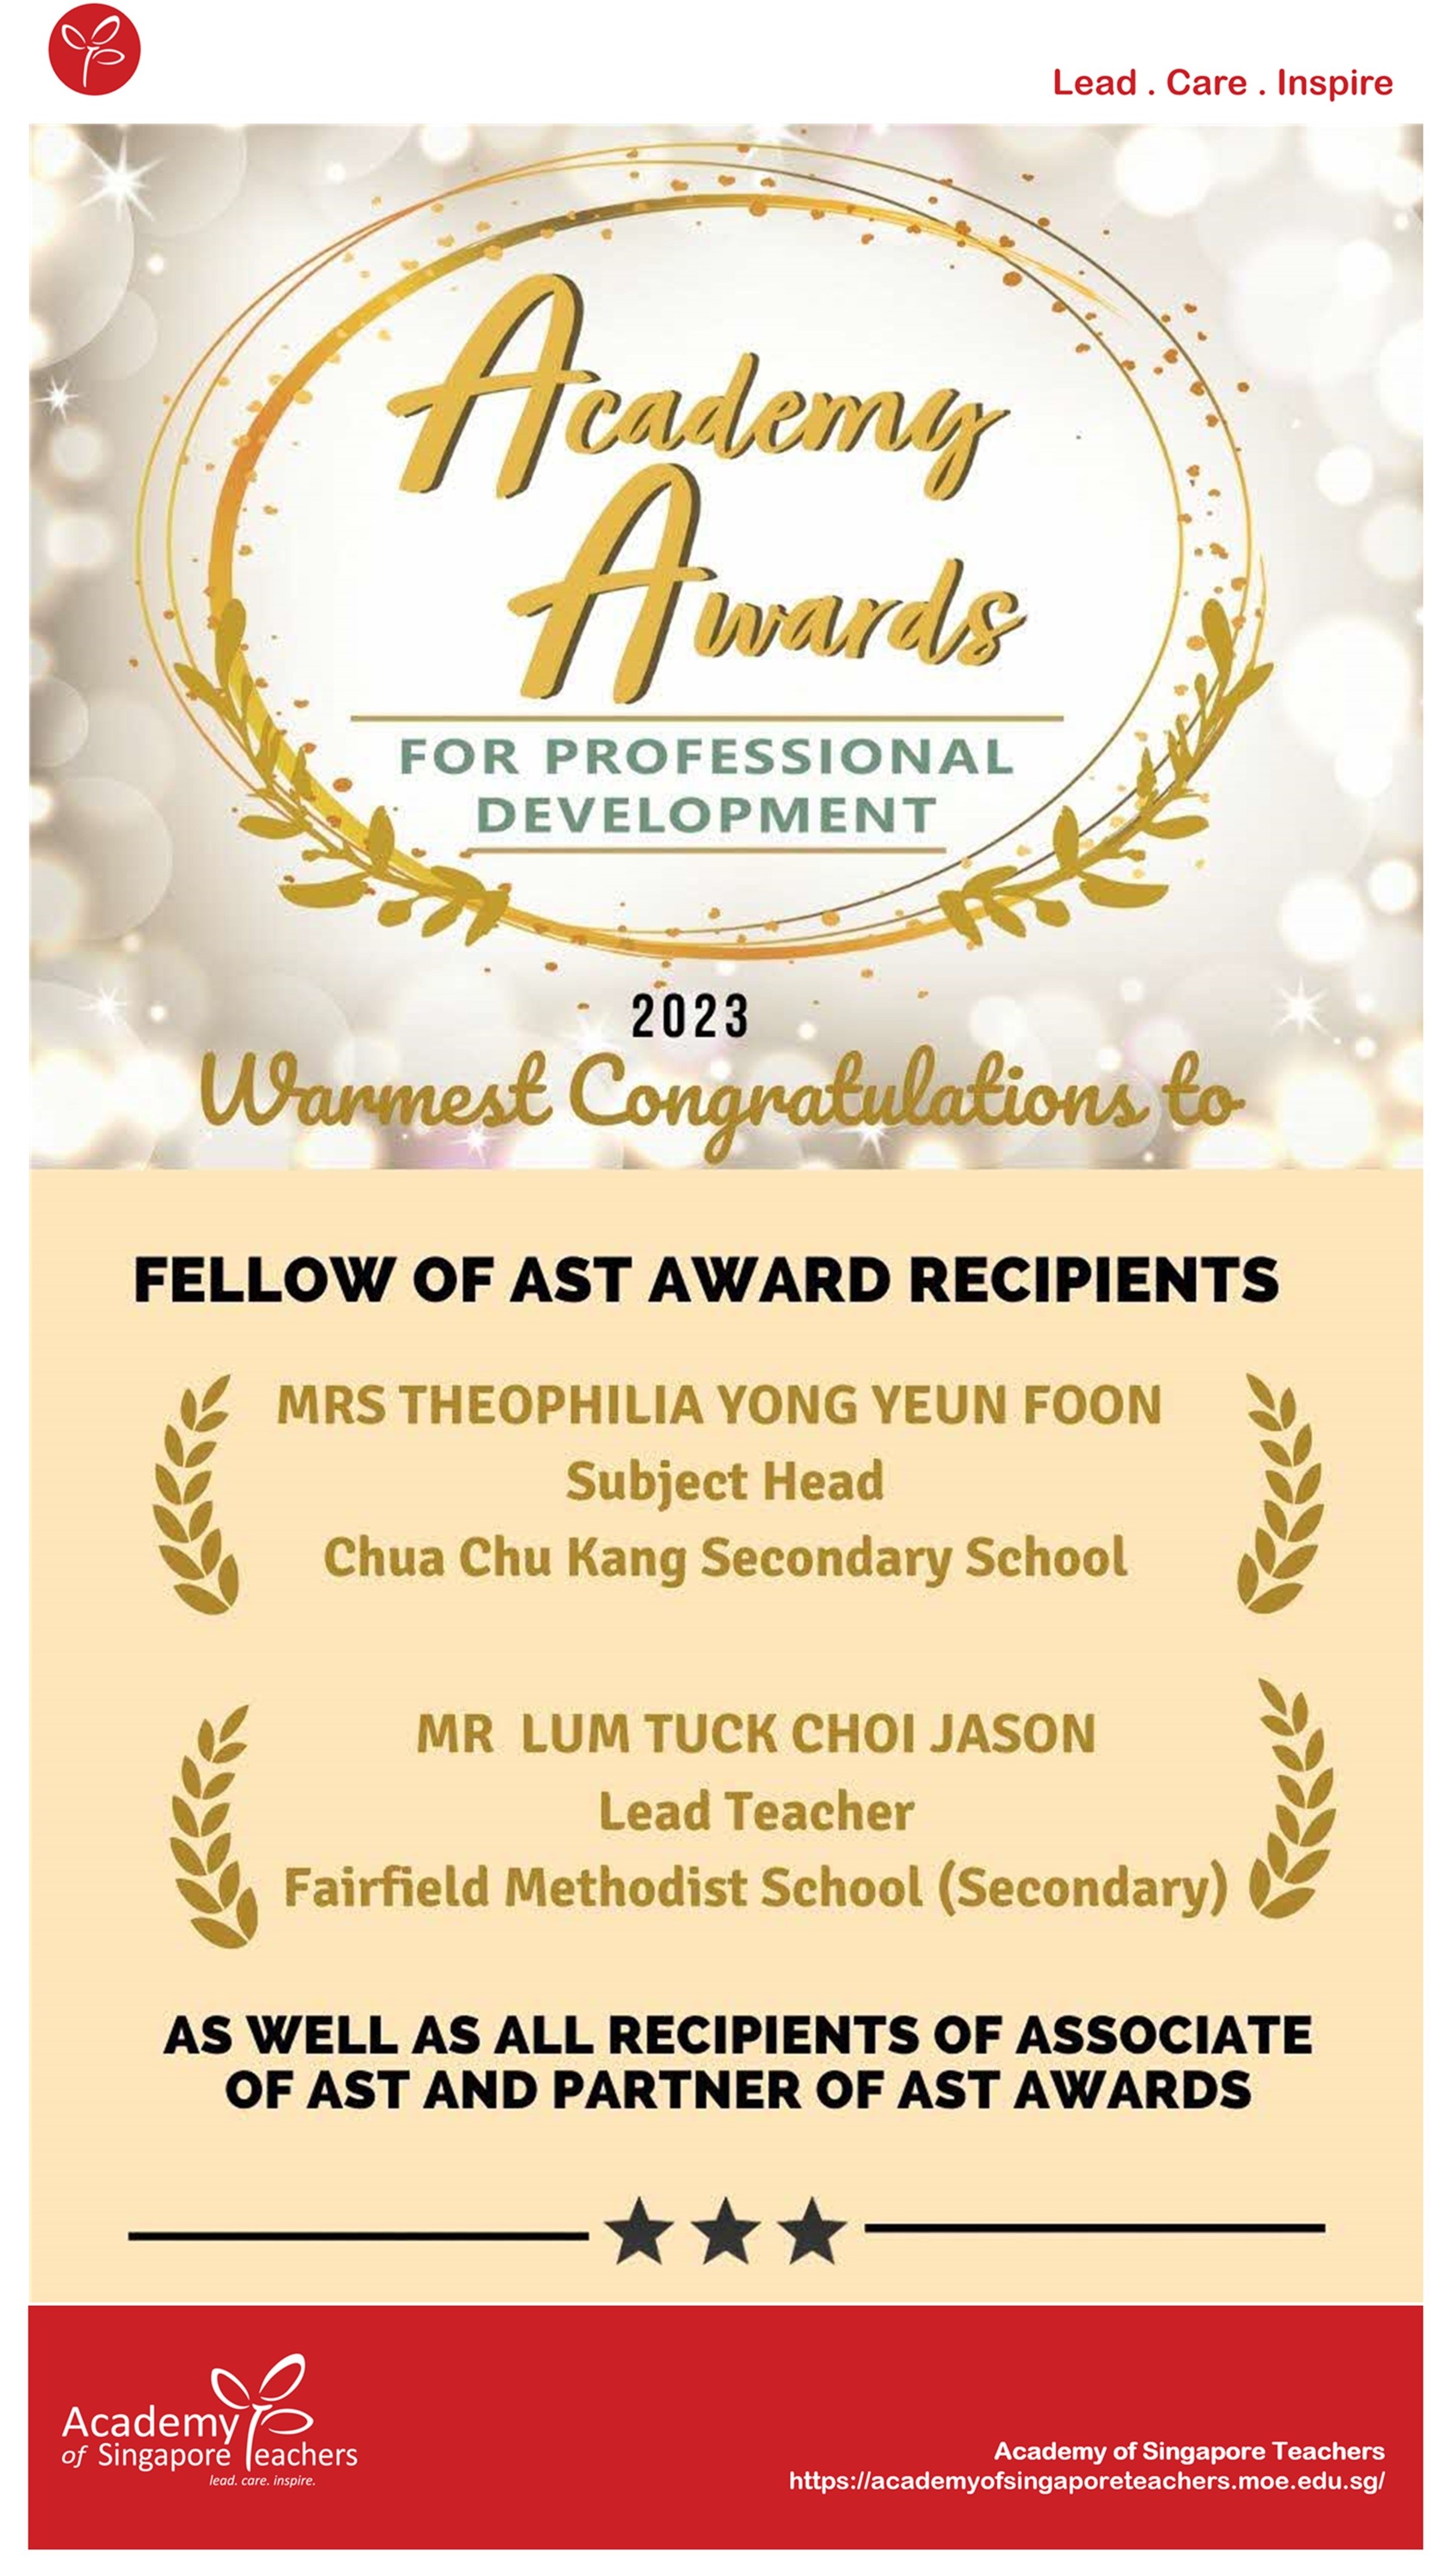 Lead . Care . Inspire
Academy
Awards
FOR PROFESSIONAL
DEVELOPMENT
2023
Warmest Congratulations to
FELLOW OF AST AWARD RECIPIENTS
MRS THEOPHILIA YONG YEUN FOON
Subject Head
Chua Chu Kang Secondary School
MR LUM TUCK CHOI JASON
Lead Teacher
Fairfield Methodist School (Secondary)
AS WELL AS ALL RECIPIENTS OF ASSOCIATE
OF AST AND PARTNER OF AST AWARDS
Academy
of Singapore Teachers
lead. care. inspire.
Academy of Singapore Teachers
https://academyofsingaporeteachers.moe.edu.sg/